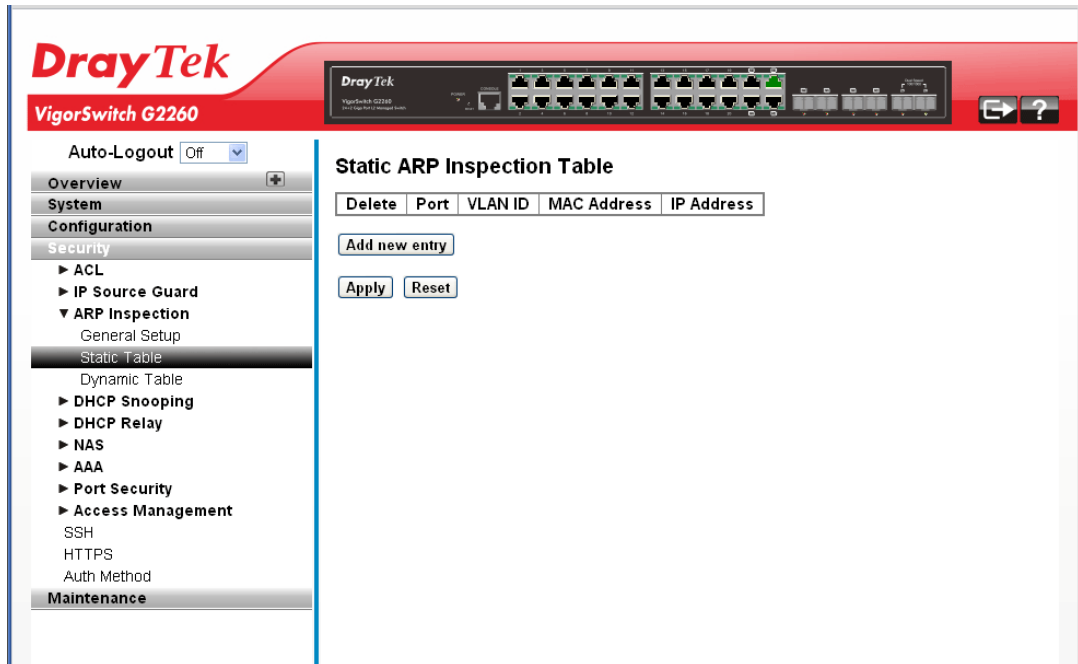 DrayTek
VigorSwitch G2260
DrayTek
VigorSwitch G2260
Auto-Logout Off
Overview
System
Configuration
Security
ACL
IP Source Guard
ARP Inspection
General Setup
Static Table
Dynamic Table
DHCP Snooping
DHCP Relay
NAS
AAA
Port Security
Access Management
SSH
HTTPS
Auth Method
Maintenance
?
Static ARP Inspection Table
Delete Port VLAN ID MAC Address IP Address
Add new entry
Apply Reset